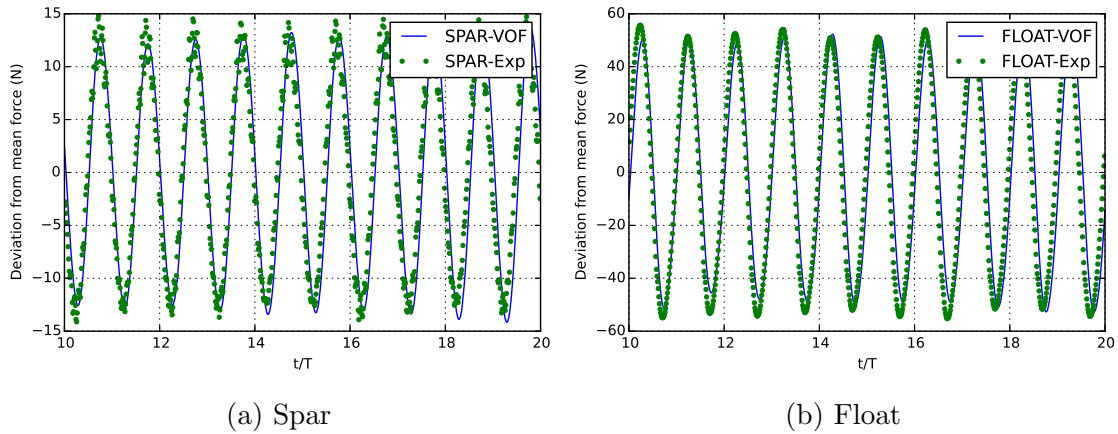 15
10
5
0
−5
−10
−15
Deviation from mean force (N)
10
12
14
16
18
20
t/T
SPAR-VOF
SPAR-Exp
(a) Spar
60
40
20
0
−20
−40
−60
Deviation from mean force (N)
10
12
14
16
18
20
t/T
FLOAT-VOF
FLOAT-Exp
(b) Float